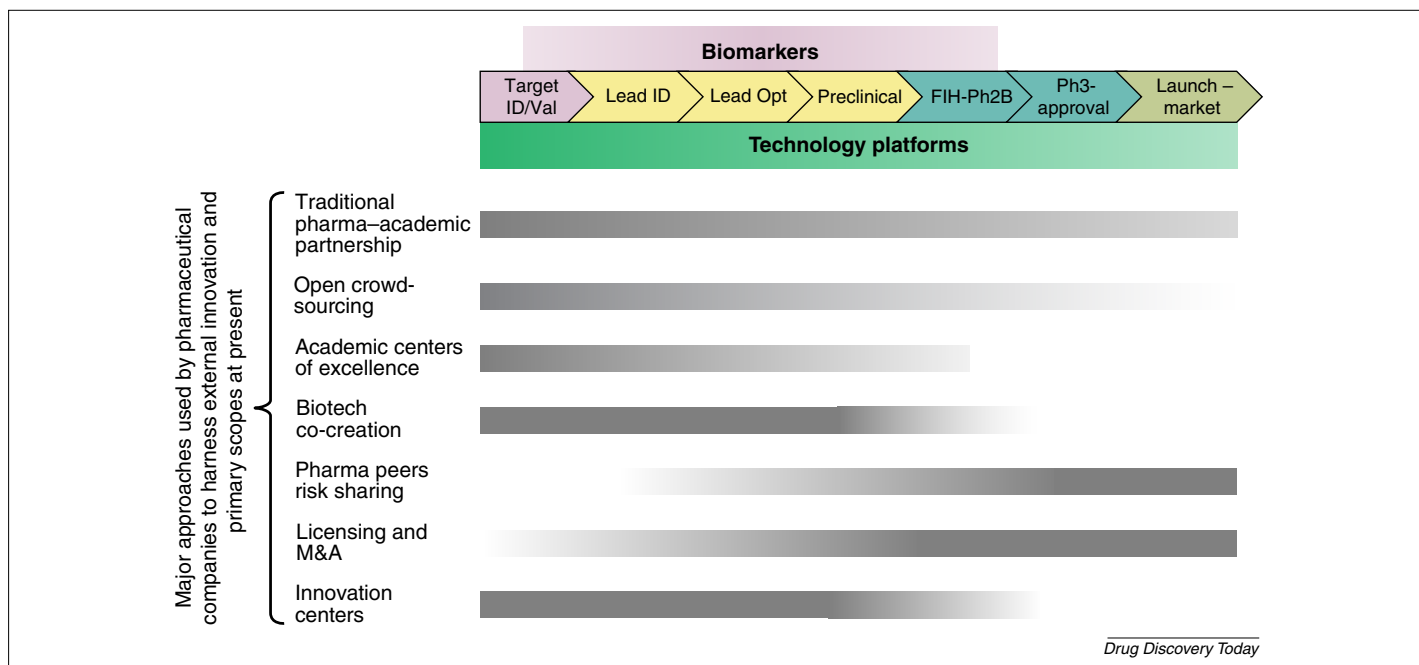 Biomarkers
Target
ID/Val
Lead ID
Lead Opt
Preclinical
FIH-Ph2B
Ph3-
approval
Launch –
market
Technology platforms
Major approaches used by pharmaceutical
companies to harness external innovation and
primary scopes at present
Traditional
pharma–academic
partnership
Open crowd-
sourcing
Academic centers
of excellence
Biotech
co-creation
Pharma peers
risk sharing
Licensing and
M&A
Innovation
centers
Drug Discovery Today